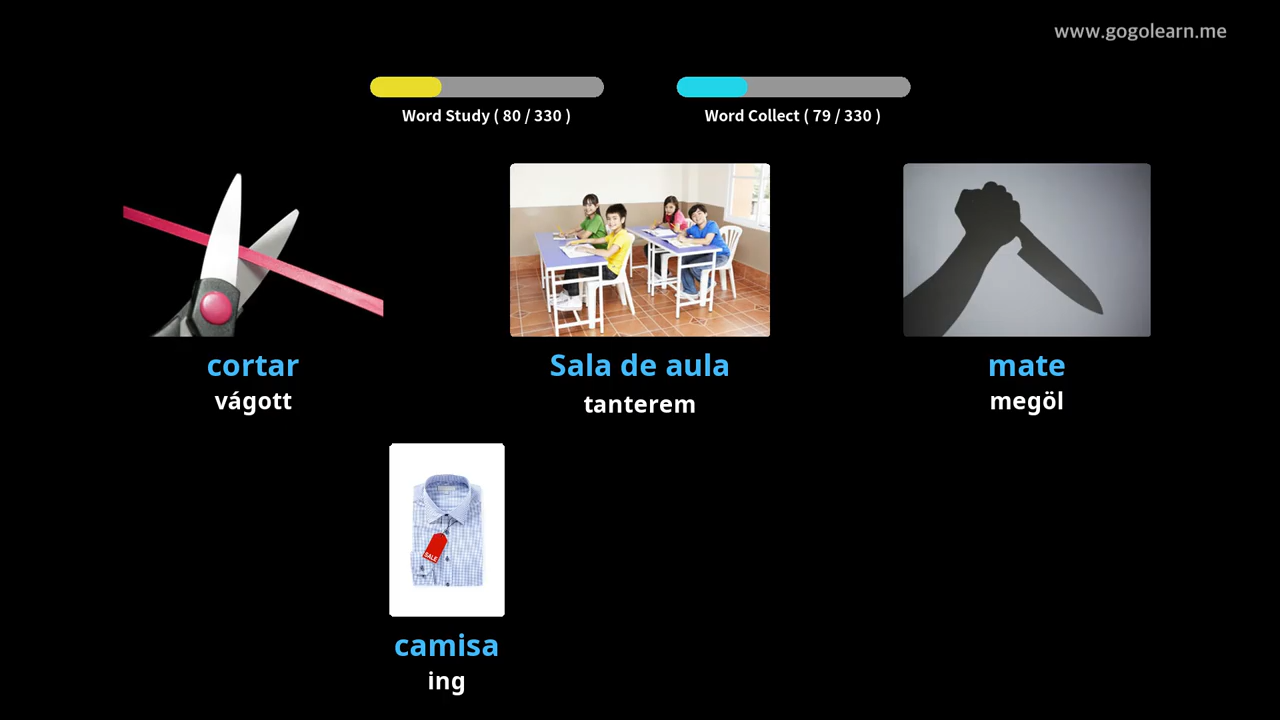 www.gogolearn.me
Word Study ( 80 / 330 )
Word Collect ( 79 / 330 )
cortar
vágott
Sala de aula
tanterem
mate
megöl
SALE
camisa
ing